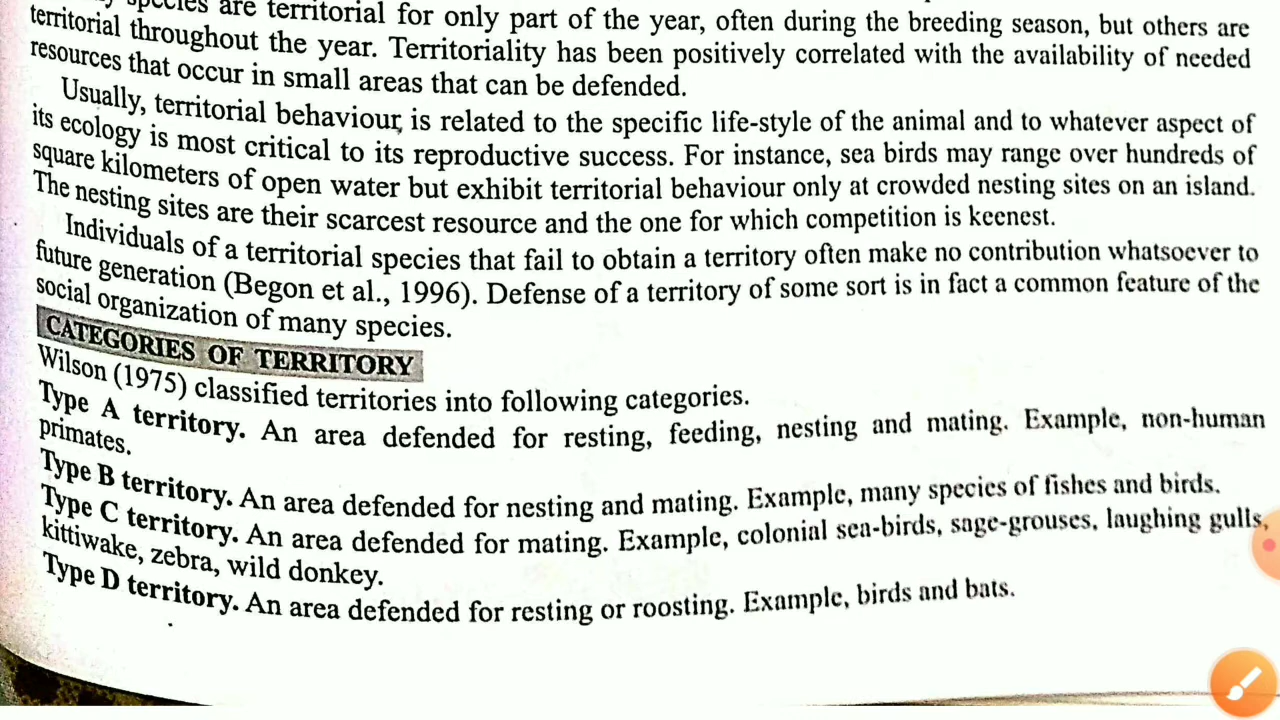 species are territorial for only part of the year, often during the breeding season, but others are
territorial throughout the year. Territoriality has been positively correlated with the availability of needed
resources that occur in small areas that can be defended.
Usually, territorial behaviour, is related to the specific life-style of the animal and to whatever aspect of
its ecology is most critical to its reproductive success. For instance, sea birds may range over hundreds of
square kilometers of open water but exhibit territorial behaviour only at crowded nesting sites on an island.
The nesting sites are their scarcest resource and the one for which competition is keenest.
Individuals of a territorial species that fail to obtain a territory often make no contribution whatsoever to
future generation (Begon et al., 1996). Defense of a territory of some sort is in fact a common feature of the
social organization of many species.
CATEGORIES OF TERRITORY
Wilson (1975) classified territories into following categories.
Type A territory. An area defended for resting, feeding, nesting and mating. Example, non-human
primates.
Type B territory. An area defended for nesting and mating. Example, many species of fishes and birds.
Type C territory. An area defended for mating. Example, colonial sea-birds, sage-grouses, laughing gulls,
kittiwake, zebra, wild donkey.
Type D territory. An area defended for resting or roosting. Example, birds and bats.